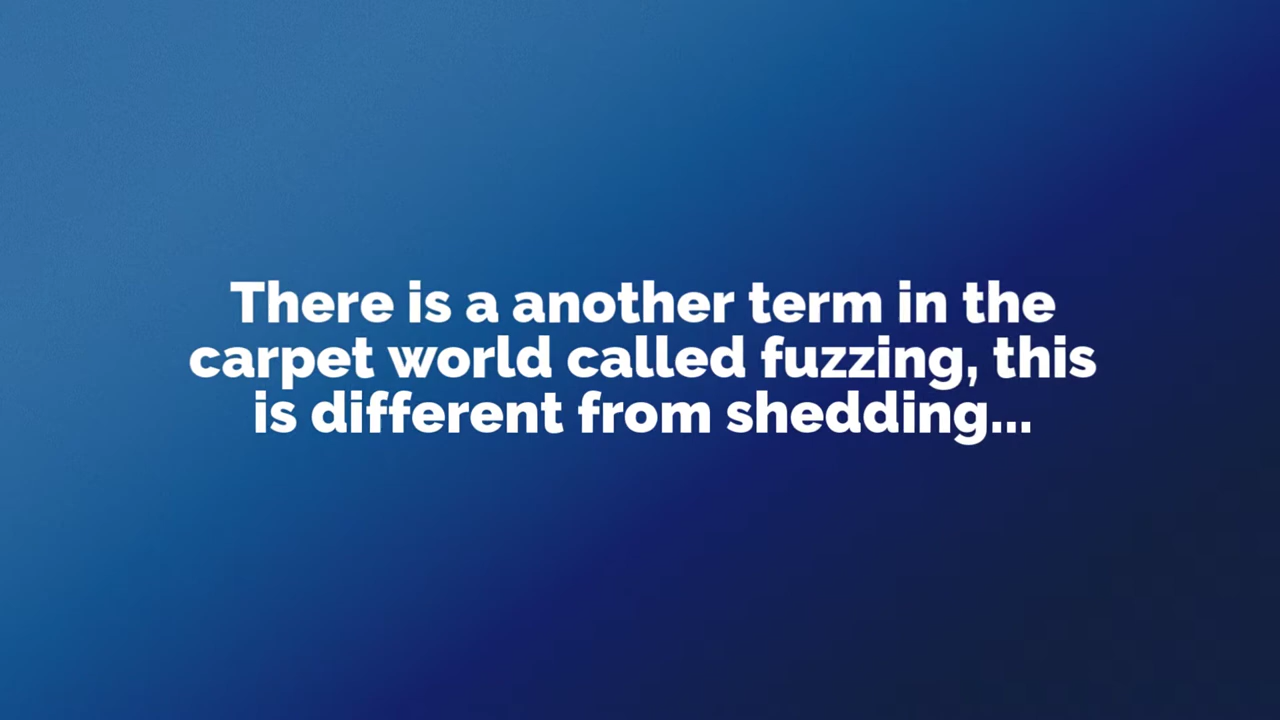 There is a another term in the
carpet world called fuzzing, this
is different from shedding...